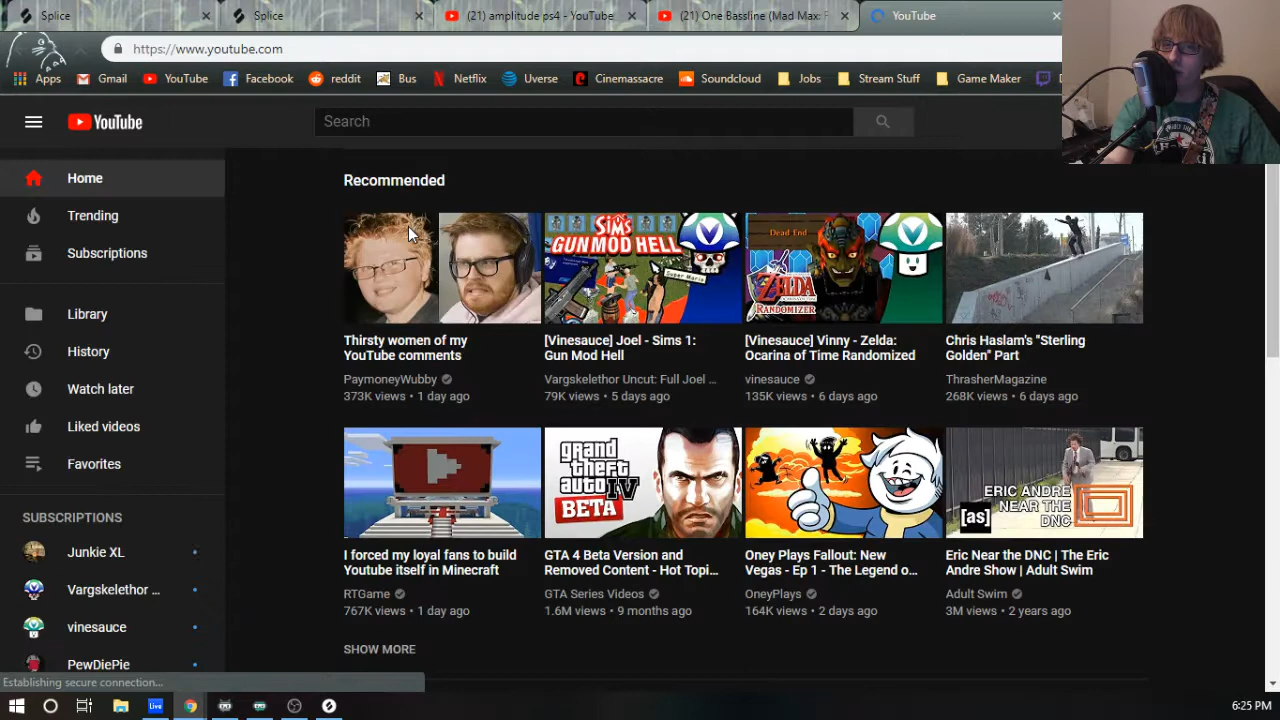 Splice
Splice
(21) amplitude ps4 - YouTube
(21) One Bassline (Mad Max: F
YouTube
https://www.youtube.com
Apps
Gmail
YouTube
Facebook
reddit
Bus
Netflix
Uverse
Cinemassacre
Soundcloud
Jobs
Stream Stuff
Game Maker
YouTube
Search
Home
Trending
Subscriptions
Library
History
Watch later
Liked videos
Favorites
SUBSCRIPTIONS
Junkie XL
Vargskelethor ...
vinesauce
PewDiePie
Recommended
SIMS
GUN MOD HELL
Dead End
ZELDA
RANDOMIZER
Thirsty women of my
YouTube comments
PaymoneyWubby
373K views • 1 day ago
[Vinesauce] Joel - Sims 1:
Gun Mod Hell
Vargskelethor Uncut: Full Joel ...
79K views • 5 days ago
[Vinesauce] Vinny - Zelda:
Ocarina of Time Randomized
vinesauce
135K views • 6 days ago
Chris Haslam's "Sterling
Golden" Part
ThrasherMagazine
268K views • 6 days ago
grand
theft
auto IV
BETA
ERIC ANDRE
NEAR THE
DNC
[as]
I forced my loyal fans to build
Youtube itself in Minecraft
RTGame
767K views • 1 day ago
GTA 4 Beta Version and
Removed Content - Hot Topi...
GTA Series Videos
1.6M views • 9 months ago
Oney Plays Fallout: New
Vegas - Ep 1 - The Legend o...
OneyPlays
164K views • 2 days ago
Eric Near the DNC | The Eric
Andre Show | Adult Swim
Adult Swim
3M views • 2 years ago
SHOW MORE
Establishing secure connection...
Live
6:25 PM